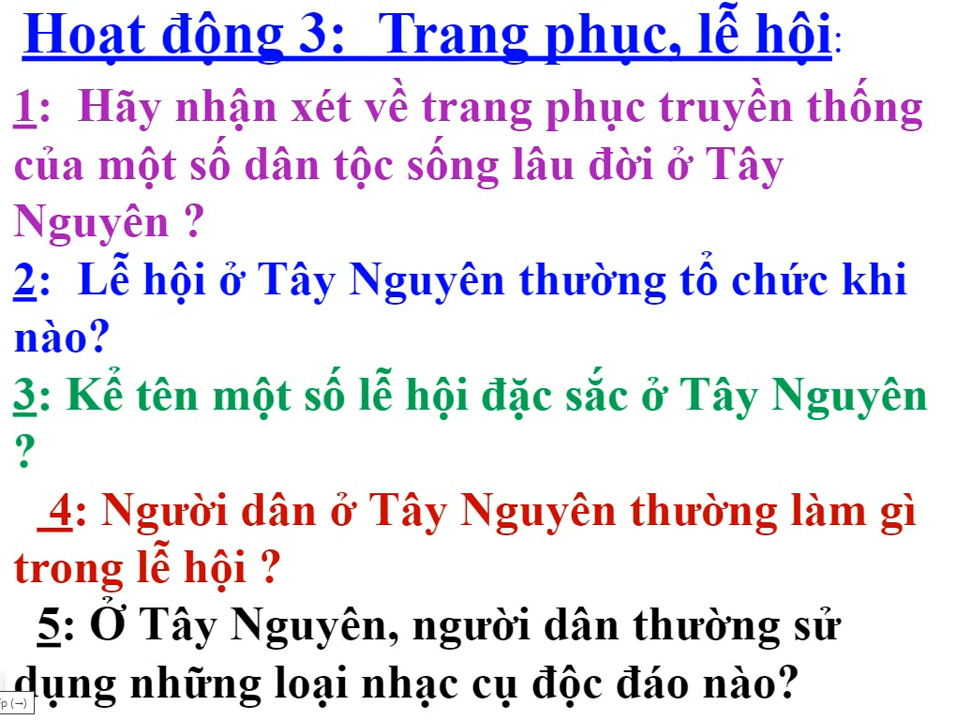 Hoạt động 3: Trang phục, lễ hội:
1: Hãy nhận xét về trang phục truyền thống
của một số dân tộc sống lâu đời ở Tây
Nguyên ?
2: Lễ hội ở Tây Nguyên thường tổ chức khi
nào?
3: Kể tên một số lễ hội đặc sắc ở Tây Nguyên
?
4: Người dân ở Tây Nguyên thường làm gì
trong lễ hội ?
5: Ở Tây Nguyên, người dân thường sử
dụng những loại nhạc cụ độc đáo nào?